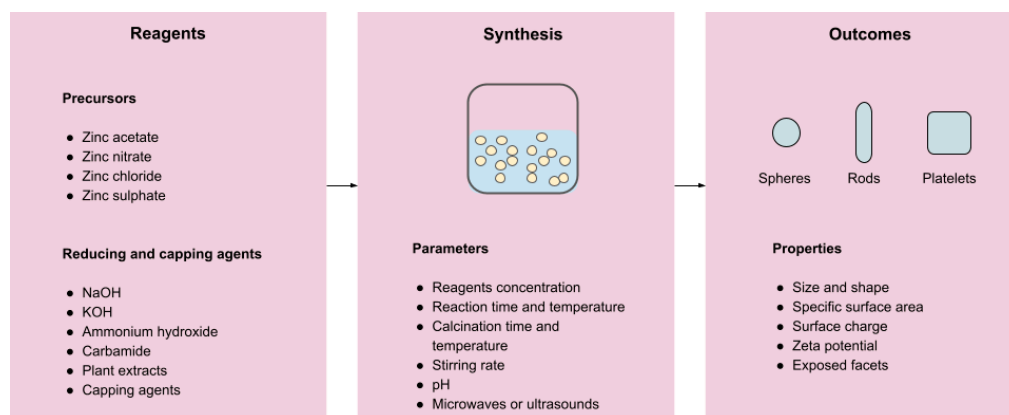 Reagents
Precursors
● Zinc acetate
● Zinc nitrate
● Zinc chloride
● Zinc sulphate
Reducing and capping agents
● NaOH
● KOH
● Ammonium hydroxide
● Carbamide
● Plant extracts
● Capping agents
Synthesis
Parameters
● Reagents concentration
● Reaction time and temperature
● Calcination time and
temperature
● Stirring rate
● pH
● Microwaves or ultrasounds
Outcomes
Spheres
Rods
Platelets
Properties
● Size and shape
● Specific surface area
● Surface charge
● Zeta potential
● Exposed facets